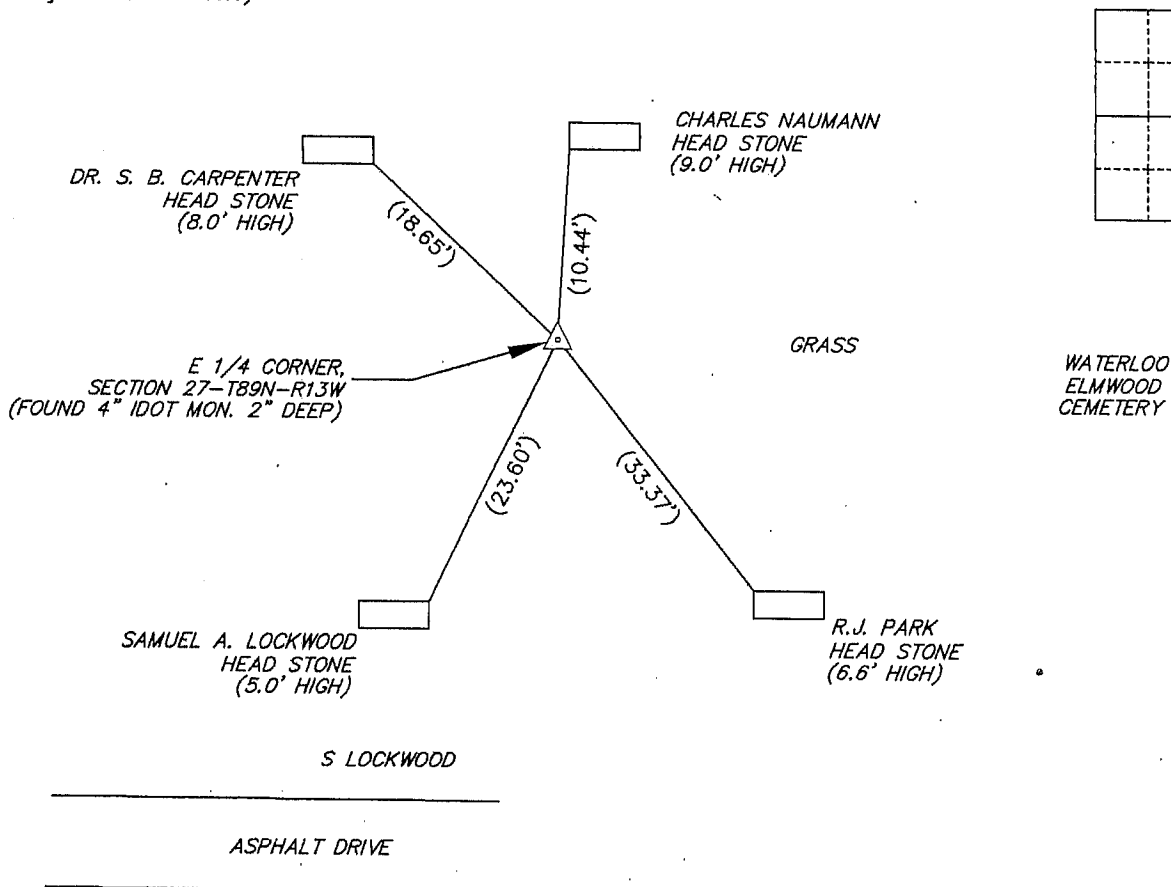 CHARLES NAUMANN
HEAD STONE
(9.0' HIGH)
DR. S. B. CARPENTER
HEAD STONE
(8.0' HIGH)
(18.65')
(10.44')
GRASS
E 1/4 CORNER,
SECTION 27-T89N-R13W
(FOUND 4" IDOT MON. 2" DEEP)
WATERLOO
ELMWOOD
CEMETERY
(23.60')
(33.37')
SAMUEL A. LOCKWOOD
HEAD STONE
(5.0' HIGH)
R.J. PARK
HEAD STONE
(6.6' HIGH)
S LOCKWOOD
ASPHALT DRIVE